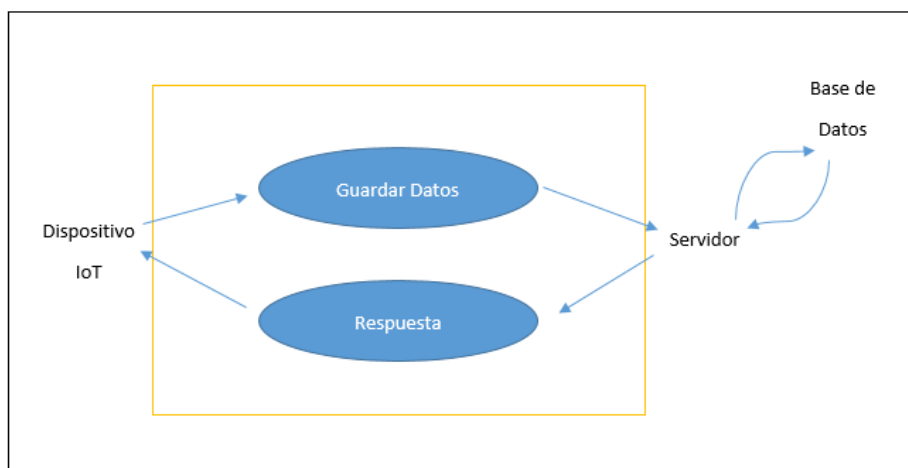 Base de
Datos
Guardar Datos
Dispositivo
IoT
Servidor
Respuesta